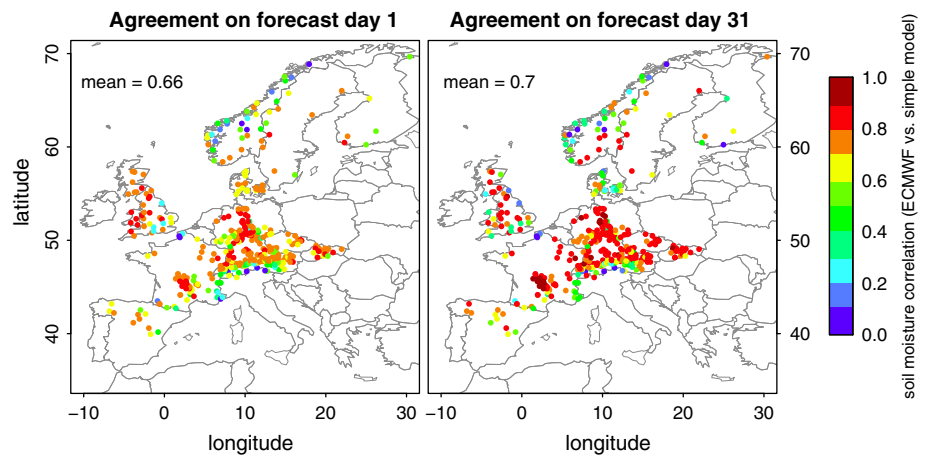 Agreement on forecast day 1
Agreement on forecast day 31
mean = 0.66
mean = 0.7
70
60
50
40
latitude
−10 0 10 20 30
longitude
−10 0 10 20 30
longitude
70
60
50
40
1.0
0.8
0.6
0.4
0.2
0.0
soil moisture correlation (ECMWF vs. simple model)